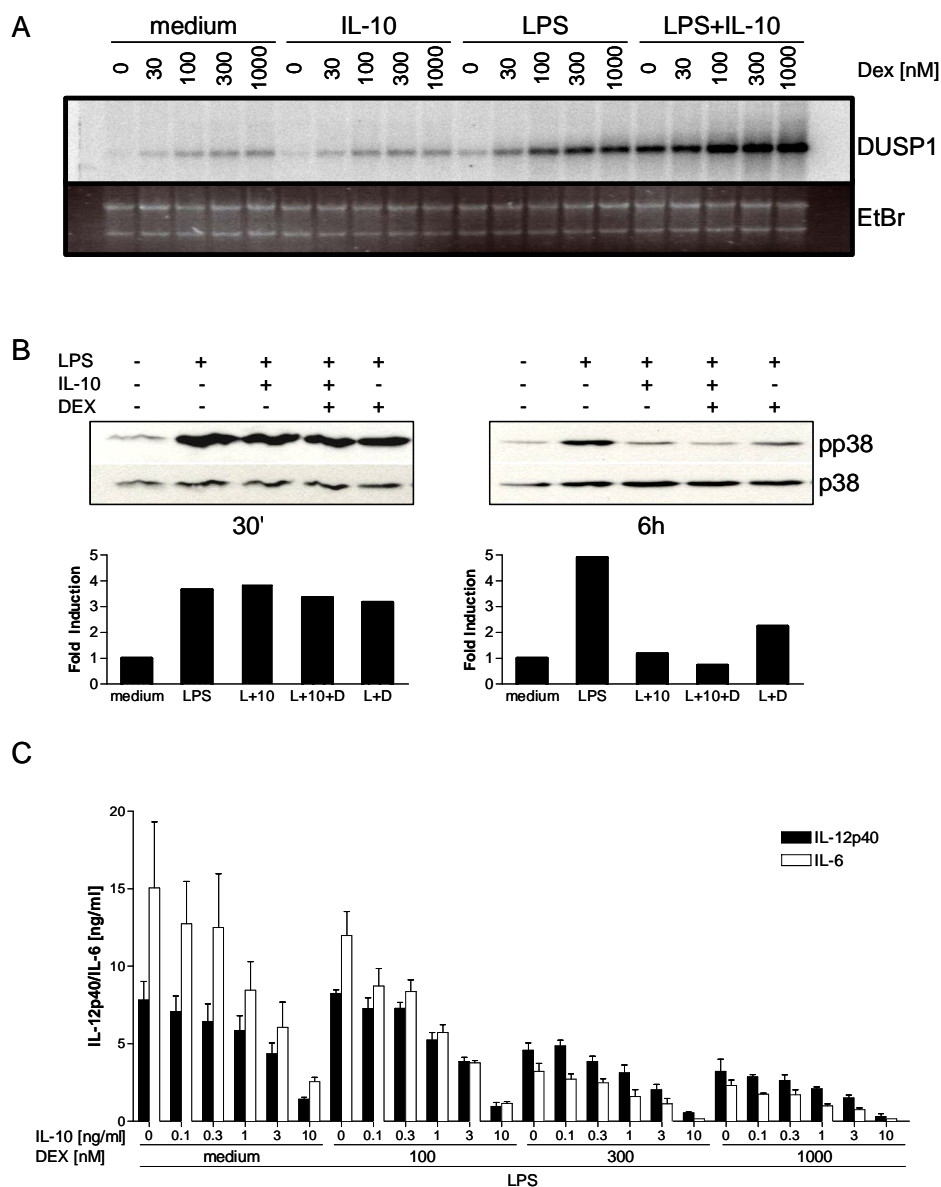 A
medium IL-10 LPS LPS+IL-10
0 30 100 300 1000 0 30 100 300 1000 0 30 100 300 1000 0 30 100 300 1000 Dex [nM]
DUSP1
EtBr
B
LPS - + + + + - + + + +
IL-10 - - + + - - - + + -
DEX - - - + + - - - + +
pp38
p38
30' 6h
5 5
4 4
3 3
2 2
1 1
0 0
Fold Induction Fold Induction
medium LPS L+10 L+10+D L+D medium LPS L+10 L+10+D L+D
C
20
15
10
5
0
IL-12p40/IL-6 [ng/ml]
IL-12p40
IL-6
IL-10 [ng/ml] 0 0.1 0.3 1 3 10 0 0.1 0.3 1 3 10 0 0.1 0.3 1 3 10 0 0.1 0.3 1 3 10
DEX [nM] medium 100 300 1000
LPS